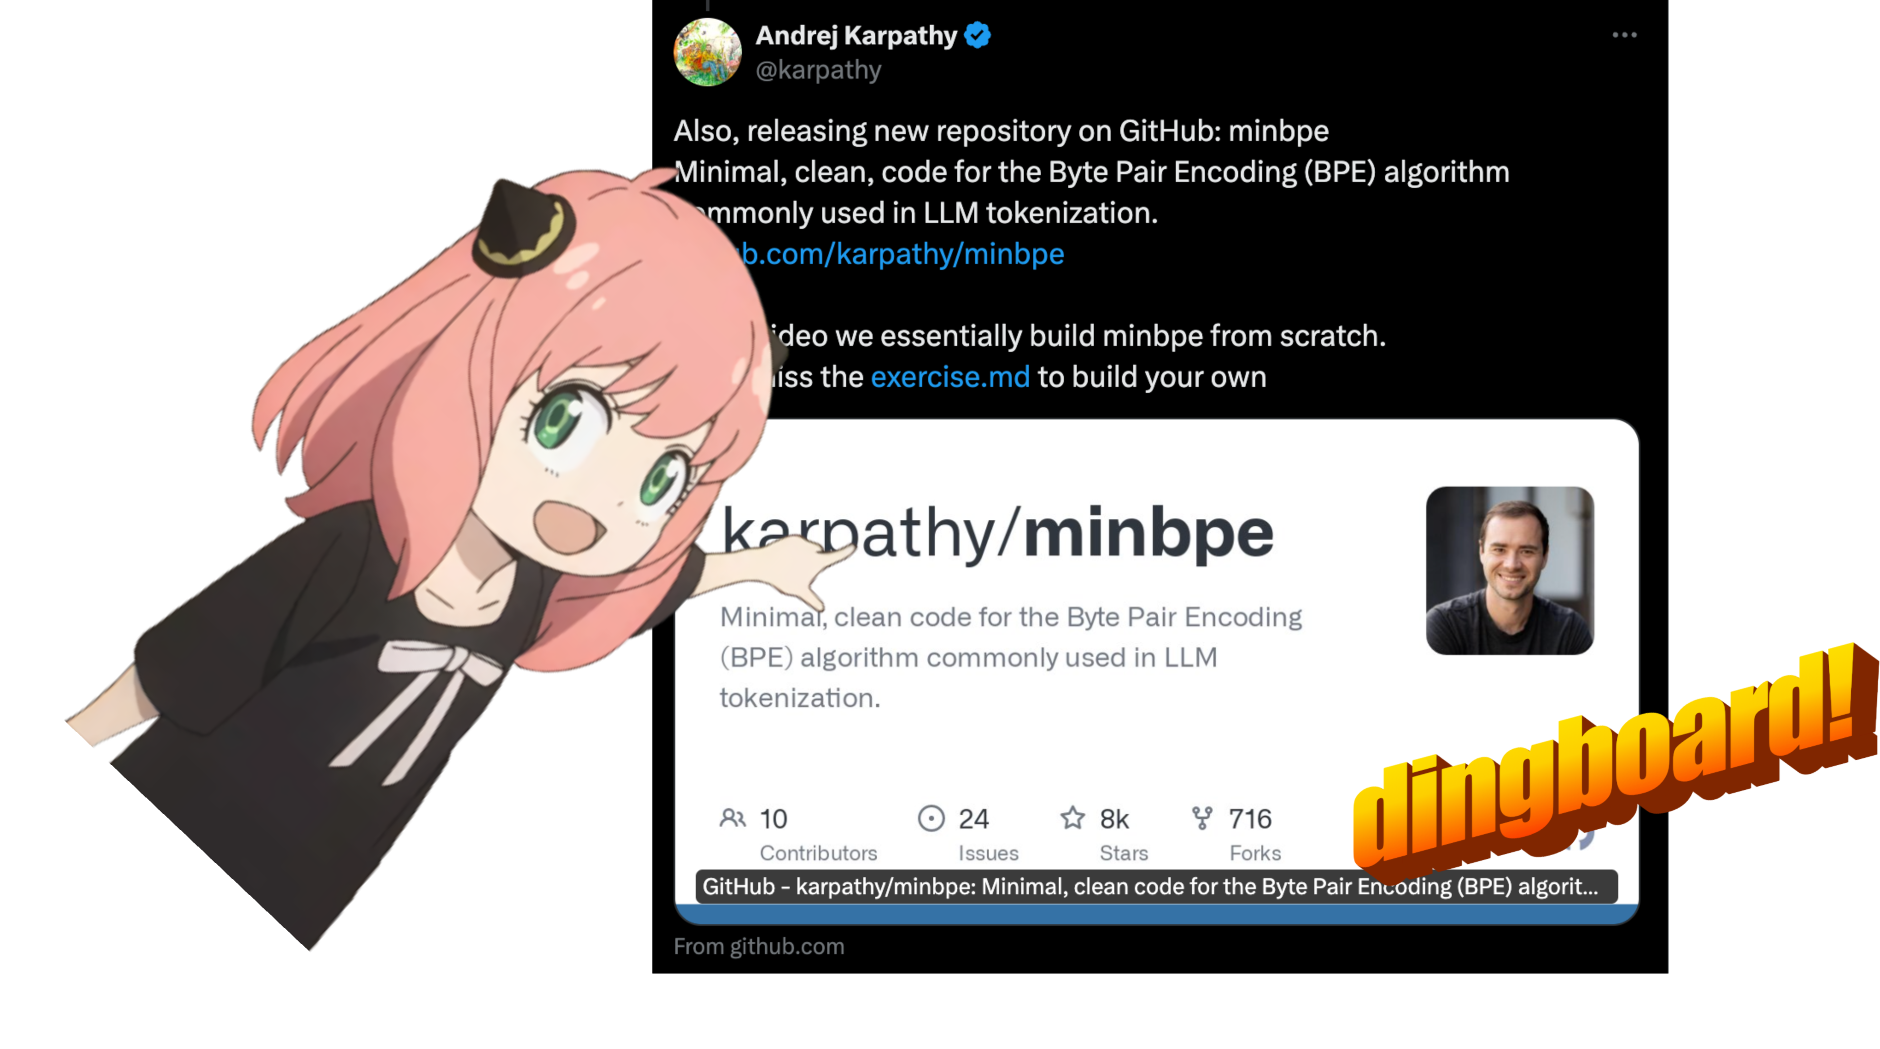 Andrej Karpathy
@karpathy
Also, releasing new repository on GitHub: minbpe
Minimal, clean, code for the Byte Pair Encoding (BPE) algorithm
ommonly used in LLM tokenization.
b.com/karpathy/minbpe
ideo we essentially build minbpe from scratch.
iss the exercise.md to build your own
karpathy/minbpe
Minimal, clean code for the Byte Pair Encoding
(BPE) algorithm commonly used in LLM
tokenization.
10 24 8k 716
Contributors Issues Stars Forks
dingboard!
GitHub - karpathy/minbpe: Minimal, clean code for the Byte Pair Encoding (BPE) algorit...
From github.com